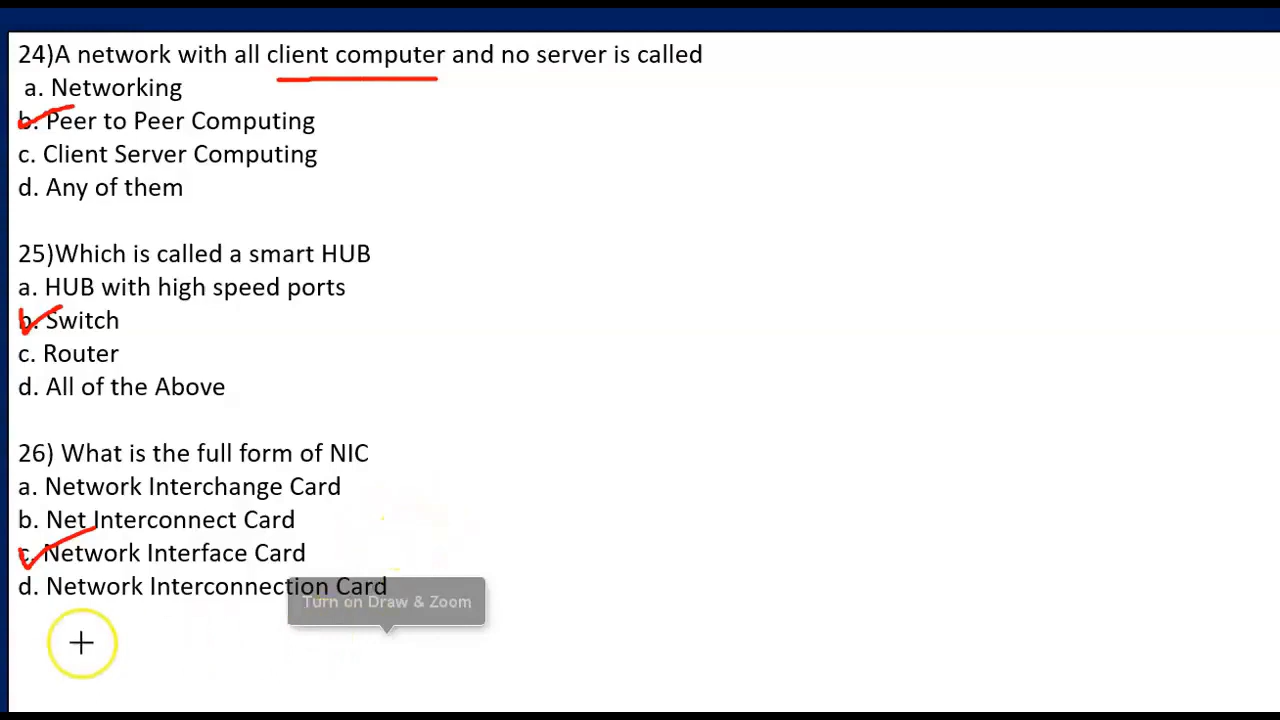 24)A network with all client computer and no server is called
a. Networking
b. Peer to Peer Computing
c. Client Server Computing
d. Any of them
25)Which is called a smart HUB
a. HUB with high speed ports
b. Switch
c. Router
d. All of the Above
26) What is the full form of NIC
a. Network Interchange Card
b. Net Interconnect Card
c. Network Interface Card
d. Network Interconnection Card
Turn on Draw & Zoom